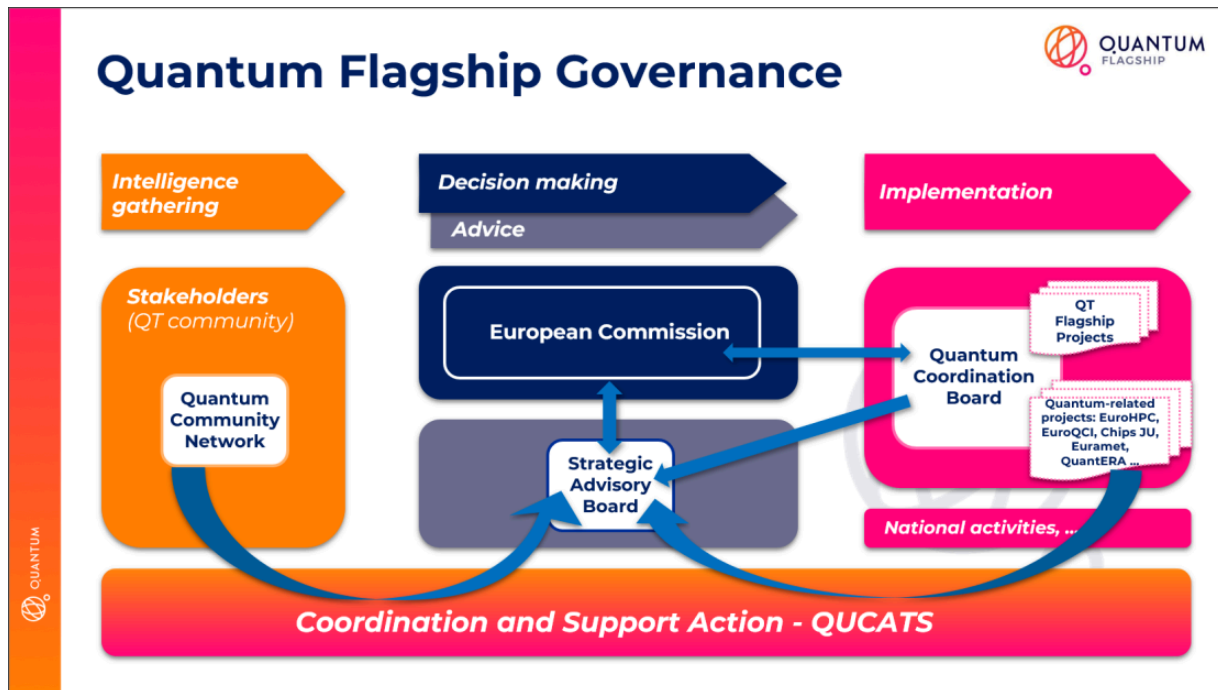 Quantum Flagship Governance
QUANTUM
FLAGSHIP
Intelligence
gathering
Decision making
Advice
Implementation
Stakeholders
(QT community)
Quantum
Community
Network
European Commission
Strategic
Advisory
Board
Quantum
Coordination
Board
QT
Flagship
Projects
Quantum-related
projects: EuroHPC,
EuroQCI, Chips JU,
Euramet,
QuantERA ...
National activities, ...
Coordination and Support Action - QUCATS
QUANTUM